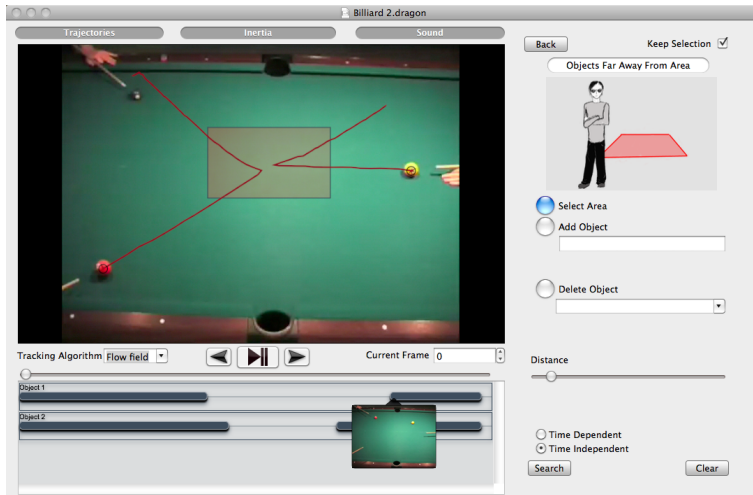 Billiard 2.dragon
Trajectories
Inertia
Sound
Back
Keep Selection
Objects Far Away From Area
Select Area
Add Object
Delete Object
Tracking Algorithm Flow field
Current Frame 0
Distance
Object 1
Object 2
Time Dependent
Time Independent
Search
Clear